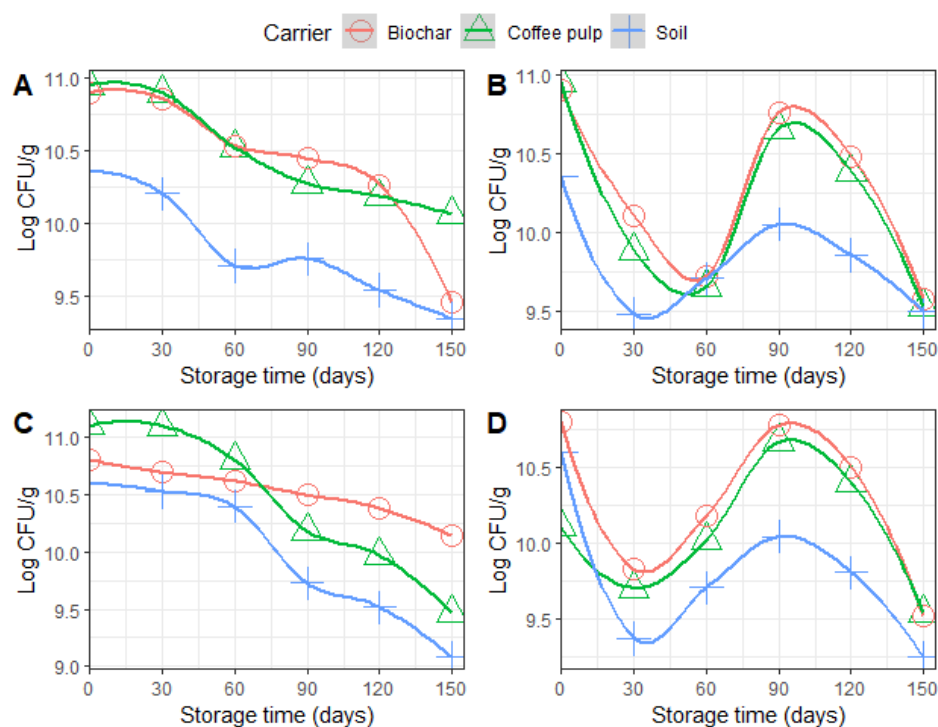 Carrier Biochar Coffee pulp Soil
A
11.0
10.5
10.0
9.5
Log CFU/g
0 30 60 90 120 150
Storage time (days)
B
11.0
10.5
10.0
9.5
Log CFU/g
0 30 60 90 120 150
Storage time (days)
C
11.0
10.5
10.0
9.5
9.0
Log CFU/g
0 30 60 90 120 150
Storage time (days)
D
10.5
10.0
9.5
Log CFU/g
0 30 60 90 120 150
Storage time (days)